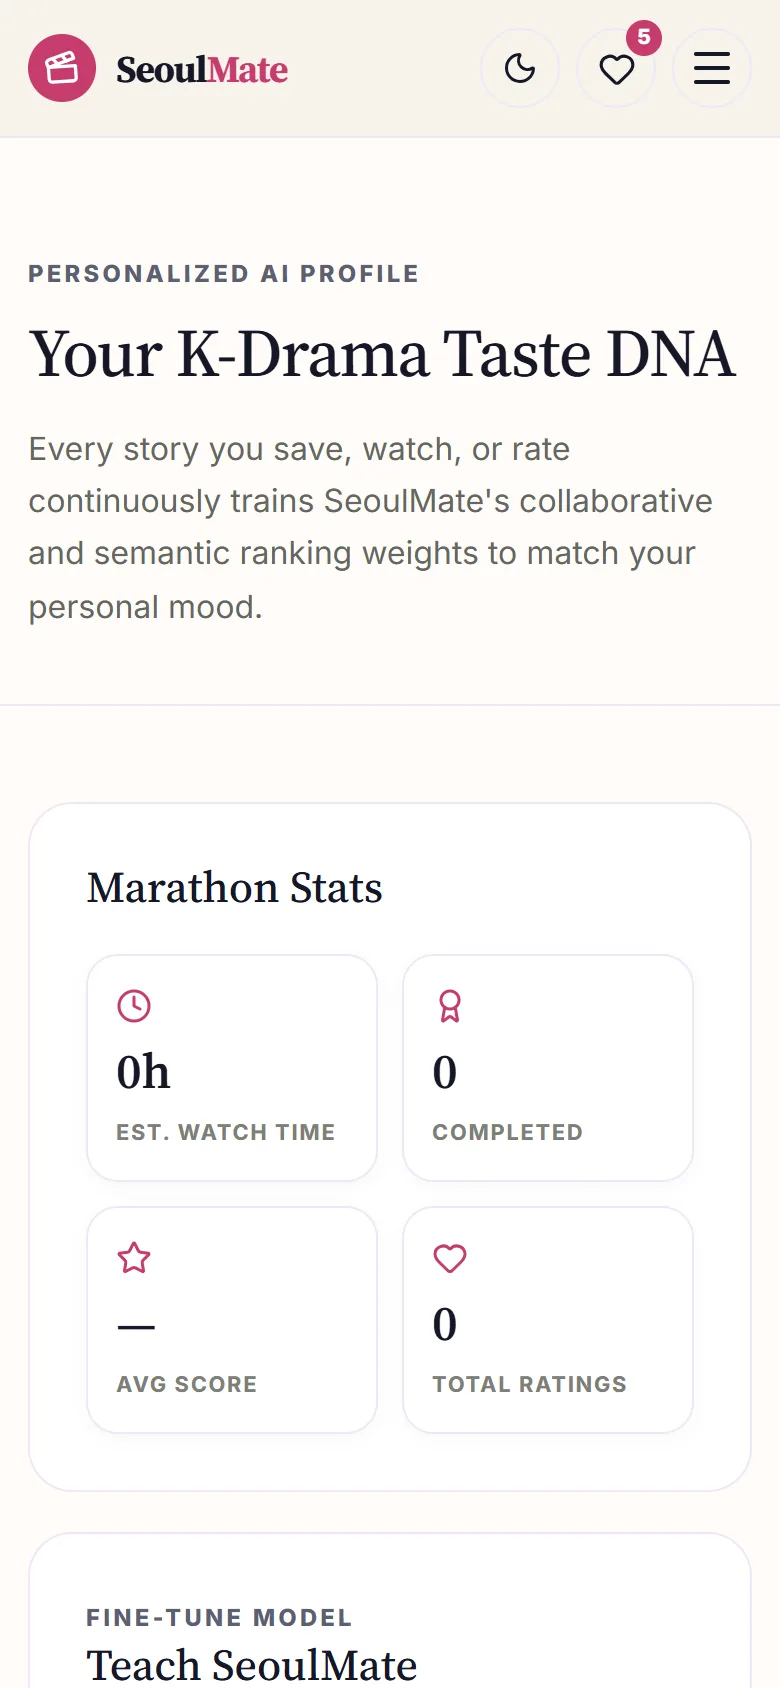 SeoulMate
5
PERSONALIZED AI PROFILE
Your K-Drama Taste DNA
Every story you save, watch, or rate
continuously trains SeoulMate's collaborative
and semantic ranking weights to match your
personal mood.
Marathon Stats
0h
EST. WATCH TIME
0
COMPLETED
—
AVG SCORE
0
TOTAL RATINGS
FINE-TUNE MODEL
Teach SeoulMate